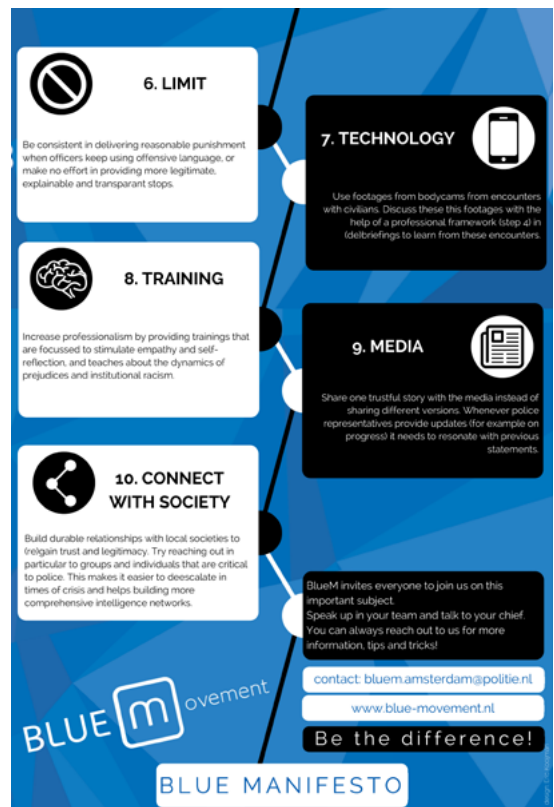 6. LIMIT
Be consistent in delivering reasonable punishment
when officers keep using offensive language, or
make no effort in providing more legitimate,
explainable and transparant stops.
7. TECHNOLOGY
Use footages from bodycams from encounters
with civilians. Discuss these this footages with the
help of a professional framework (step 4) in
(de)briefings to learn from these encounters.
8. TRAINING
Increase professionalism by providing trainings that
are focussed to stimulate empathy and self-
reflection, and teaches about the dynamics of
prejudices and institutional racism.
9. MEDIA
Share one trustful story with the media instead of
sharing different versions. Whenever police
representatives provide updates (for example on
progress) it needs to resonate with previous
statements.
10. CONNECT
WITH SOCIETY
Build durable relationships with local societies to
(re)gain trust and legitimacy. Try reaching out in
particular to groups and individuals that are critical
to police. This makes it easier to deescalate in
times of crisis and helps building more
comprehensive intelligence networks.
BlueM invites everyone to join us on this
important subject.
Speak up in your team and talk to your chief.
You can always reach out to us for more
information, tips and tricks!
contact: bluem.amsterdam@politie.nl
www.blue-movement.nl
Be the difference!
BLUE m ovement
BLUE MANIFESTO